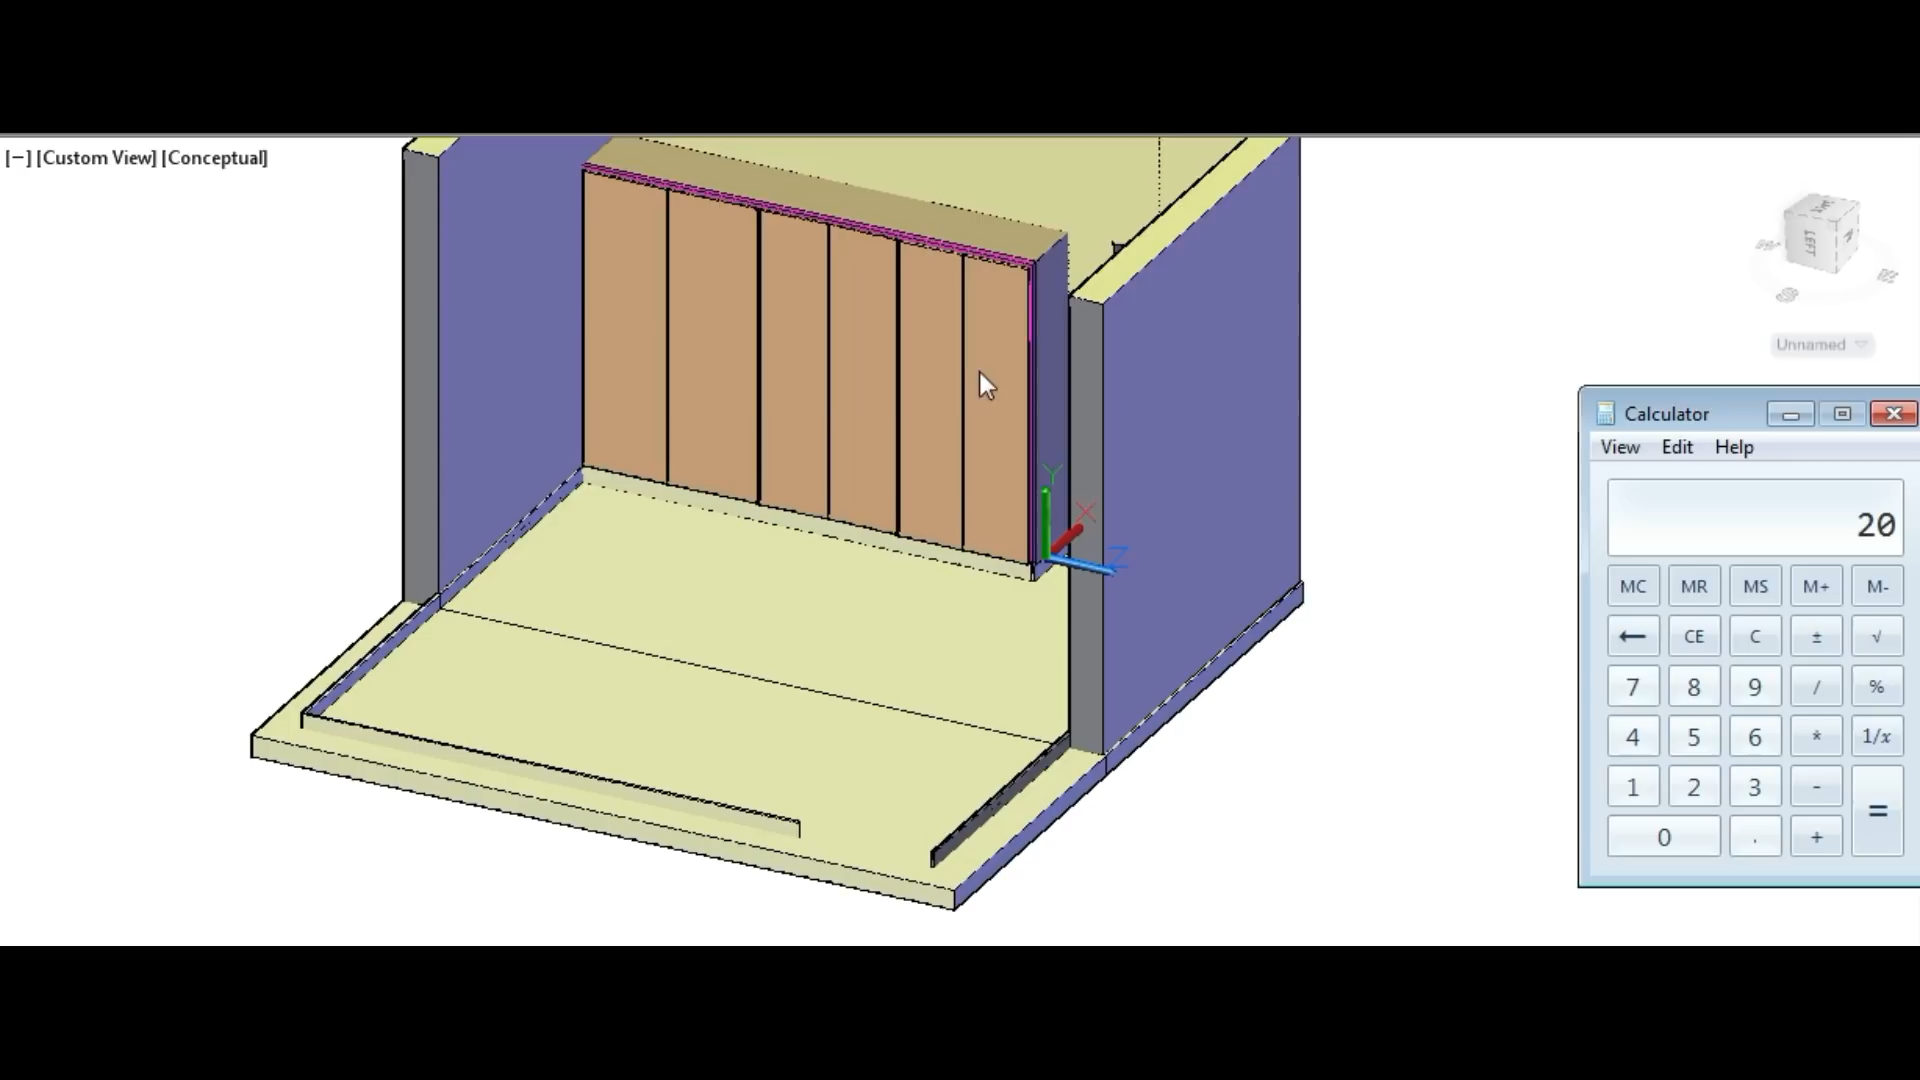 [−] [Custom View] [Conceptual]
LEFT
Unnamed
Y
X
Z
Calculator
View Edit Help
20
MC MR MS M+ M-
← CE C ± √
7 8 9 / %
4 5 6 * 1/x
1 2 3 - =
0 . +